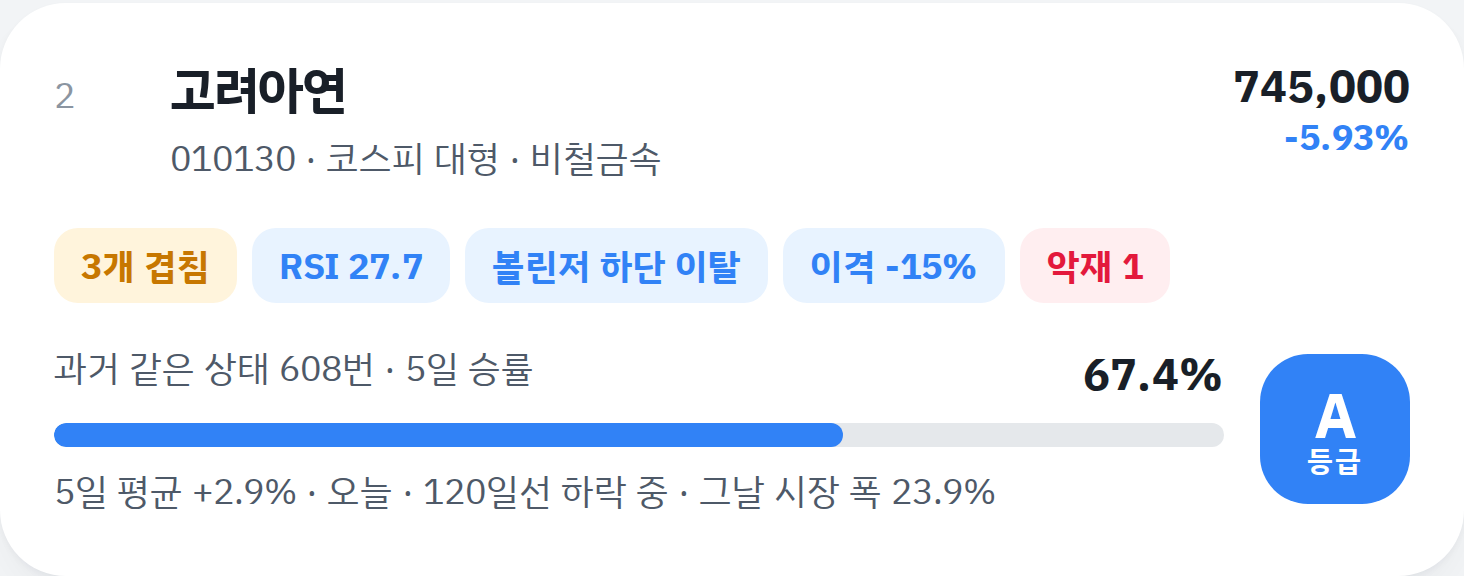 2
고려아연
745,000
-5.93%
010130 · 코스피 대형 · 비철금속
3개 겹침
RSI 27.7
볼린저 하단 이탈
이격 -15%
악재 1
과거 같은 상태 608번 · 5일 승률
67.4%
A
등급
5일 평균 +2.9% · 오늘 · 120일선 하락 중 · 그날 시장 폭 23.9%